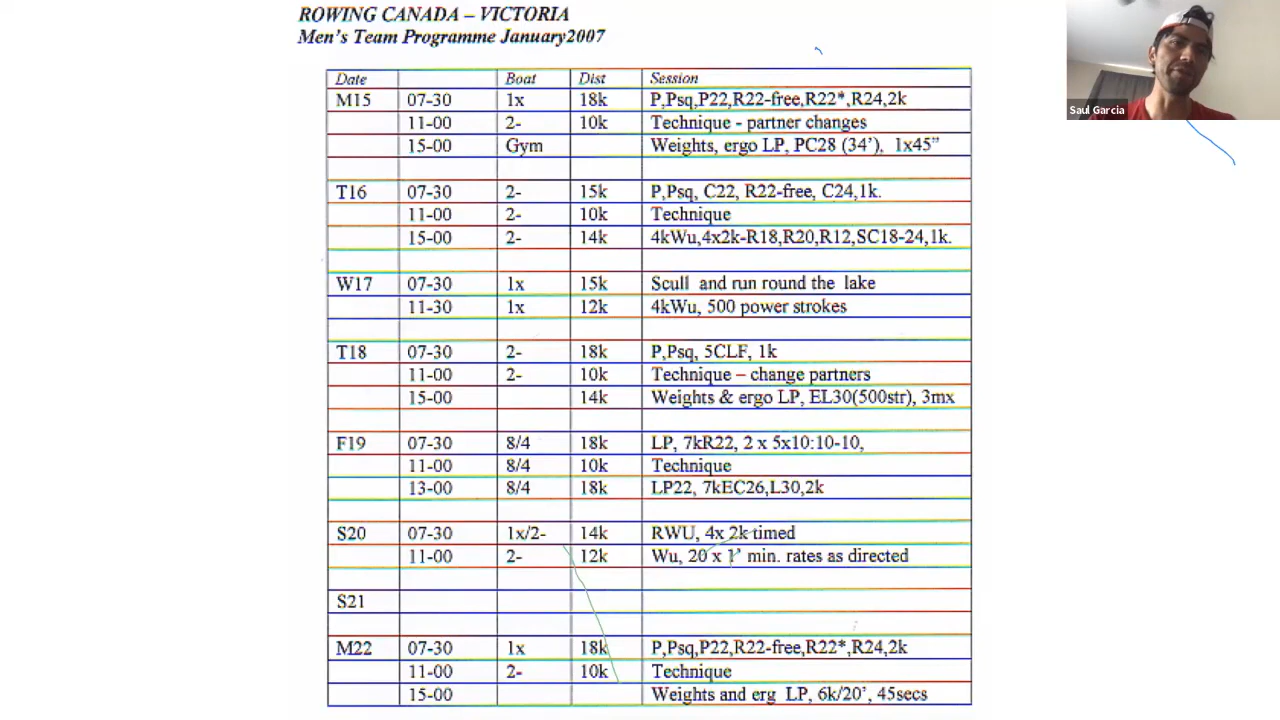 ROWING CANADA – VICTORIA
Men's Team Programme January2007
Date Boat Dist Session
M15 07-30 1x 18k P,Psq,P22,R22-free,R22*,R24,2k
11-00 2- 10k Technique - partner changes
15-00 Gym Weights, ergo LP, PC28 (34'), 1x45"
T16 07-30 2- 15k P,Psq, C22, R22-free, C24,1k.
11-00 2- 10k Technique
15-00 2- 14k 4kWu,4x2k-R18,R20,R12,SC18-24,1k.
W17 07-30 1x 15k Scull and run round the lake
11-30 1x 12k 4kWu, 500 power strokes
T18 07-30 2- 18k P,Psq, 5CLF, 1k
11-00 2- 10k Technique – change partners
15-00 14k Weights & ergo LP, EL30(500str), 3mx
F19 07-30 8/4 18k LP, 7kR22, 2 x 5x10:10-10,
11-00 8/4 10k Technique
13-00 8/4 18k LP22, 7kEC26,L30,2k
S20 07-30 1x/2- 14k RWU, 4x 2k timed
11-00 2- 12k Wu, 20 x 1' min. rates as directed
S21
M22 07-30 1x 18k P,Psq,P22,R22-free,R22*,R24,2k
11-00 2- 10k Technique
15-00 Weights and erg LP, 6k/20', 45secs
Saul Garcia